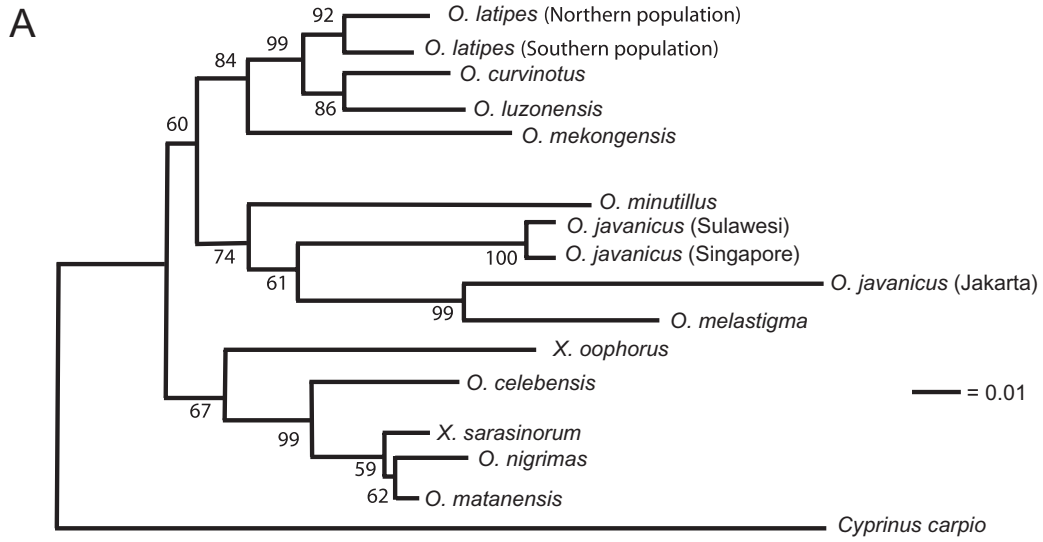 A
92
O. latipes (Northern population)
99
O. latipes (Southern population)
84
O. curvinotus
86
O. luzonensis
60
O. mekongensis
O. minutillus
O. javanicus (Sulawesi)
74
100
O. javanicus (Singapore)
61
O. javanicus (Jakarta)
99
O. melastigma
X. oophorus
O. celebensis
= 0.01
67
99
X. sarasinorum
59
O. nigrimas
62
O. matanensis
Cyprinus carpio